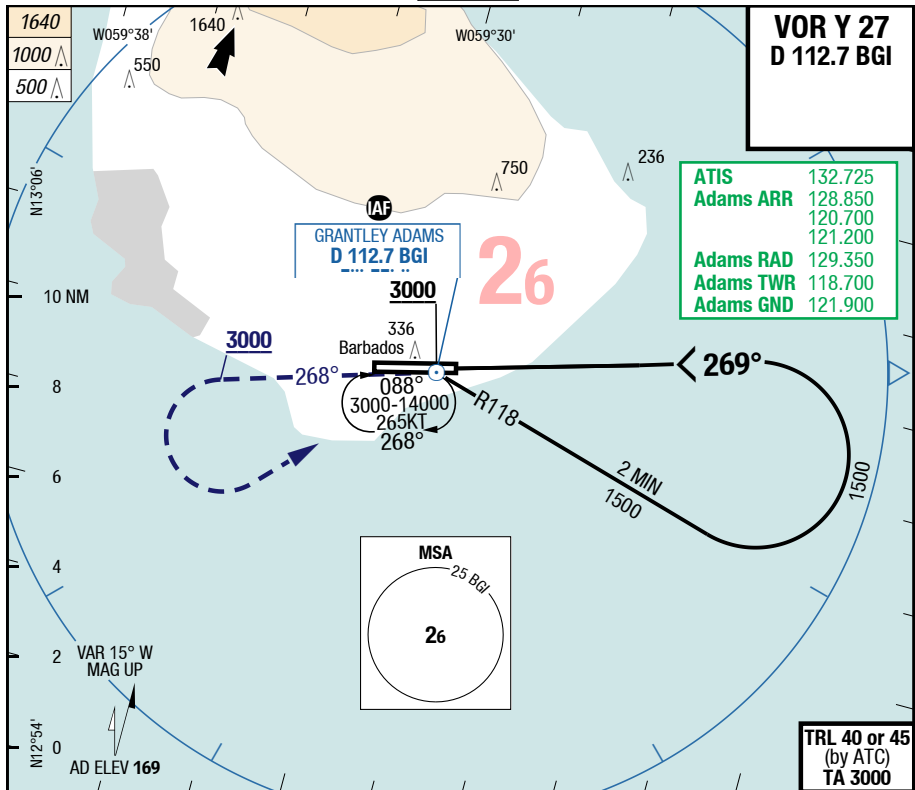 1640
1000
500
W059°38'
1640
550
W059°30'
VOR Y 27
D 112.7 BGI
N13°06'
750
236
IAF
ATIS 132.725
Adams ARR 128.850
120.700
121.200
Adams RAD 129.350
Adams TWR 118.700
Adams GND 121.900
GRANTLEY ADAMS
D 112.7 BGI
26
10 NM
3000
336
Barbados
3000
268°
088°
3000-14000
265KT
268°
269°
R118
2 MIN
1500
1500
8
6
4
2
0
MSA
25 BGI
26
VAR 15° W
MAG UP
N12°54'
AD ELEV 169
TRL 40 or 45
(by ATC)
TA 3000